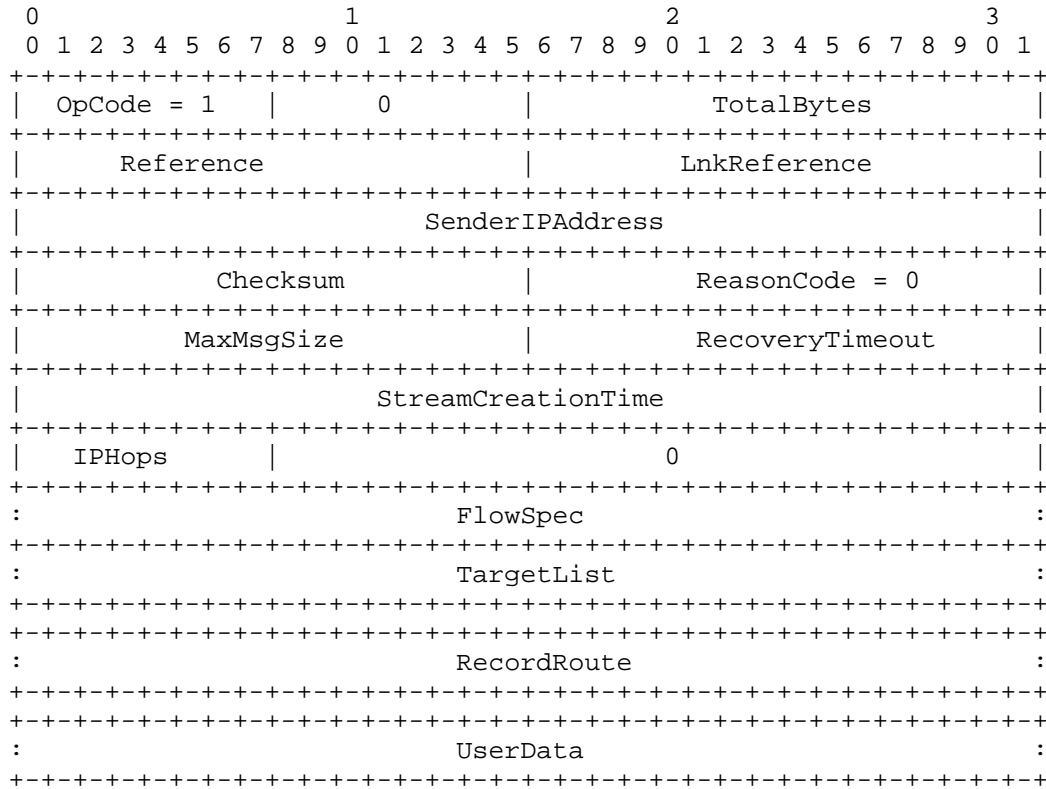 0                   1                   2                   3
 0 1 2 3 4 5 6 7 8 9 0 1 2 3 4 5 6 7 8 9 0 1 2 3 4 5 6 7 8 9 0 1
+-+-+-+-+-+-+-+-+-+-+-+-+-+-+-+-+-+-+-+-+-+-+-+-+-+-+-+-+-+-+-+-+
|  OpCode = 1   |      0        |           TotalBytes          |
+-+-+-+-+-+-+-+-+-+-+-+-+-+-+-+-+-+-+-+-+-+-+-+-+-+-+-+-+-+-+-+-+
|      Reference                |         LnkReference          |
+-+-+-+-+-+-+-+-+-+-+-+-+-+-+-+-+-+-+-+-+-+-+-+-+-+-+-+-+-+-+-+-+
|                         SenderIPAddress                       |
+-+-+-+-+-+-+-+-+-+-+-+-+-+-+-+-+-+-+-+-+-+-+-+-+-+-+-+-+-+-+-+-+
|            Checksum           |          ReasonCode = 0       |
+-+-+-+-+-+-+-+-+-+-+-+-+-+-+-+-+-+-+-+-+-+-+-+-+-+-+-+-+-+-+-+-+
|          MaxMsgSize           |          RecoveryTimeout      |
+-+-+-+-+-+-+-+-+-+-+-+-+-+-+-+-+-+-+-+-+-+-+-+-+-+-+-+-+-+-+-+-+
|                      StreamCreationTime                       |
+-+-+-+-+-+-+-+-+-+-+-+-+-+-+-+-+-+-+-+-+-+-+-+-+-+-+-+-+-+-+-+-+
|   IPHops      |                        0                      |
+-+-+-+-+-+-+-+-+-+-+-+-+-+-+-+-+-+-+-+-+-+-+-+-+-+-+-+-+-+-+-+-+
:                           FlowSpec                            :
+-+-+-+-+-+-+-+-+-+-+-+-+-+-+-+-+-+-+-+-+-+-+-+-+-+-+-+-+-+-+-+-+
:                           TargetList                          :
+-+-+-+-+-+-+-+-+-+-+-+-+-+-+-+-+-+-+-+-+-+-+-+-+-+-+-+-+-+-+-+-+
+-+-+-+-+-+-+-+-+-+-+-+-+-+-+-+-+-+-+-+-+-+-+-+-+-+-+-+-+-+-+-+-+
:                           RecordRoute                         :
+-+-+-+-+-+-+-+-+-+-+-+-+-+-+-+-+-+-+-+-+-+-+-+-+-+-+-+-+-+-+-+-+
+-+-+-+-+-+-+-+-+-+-+-+-+-+-+-+-+-+-+-+-+-+-+-+-+-+-+-+-+-+-+-+-+
:                           UserData                            :
+-+-+-+-+-+-+-+-+-+-+-+-+-+-+-+-+-+-+-+-+-+-+-+-+-+-+-+-+-+-+-+-+